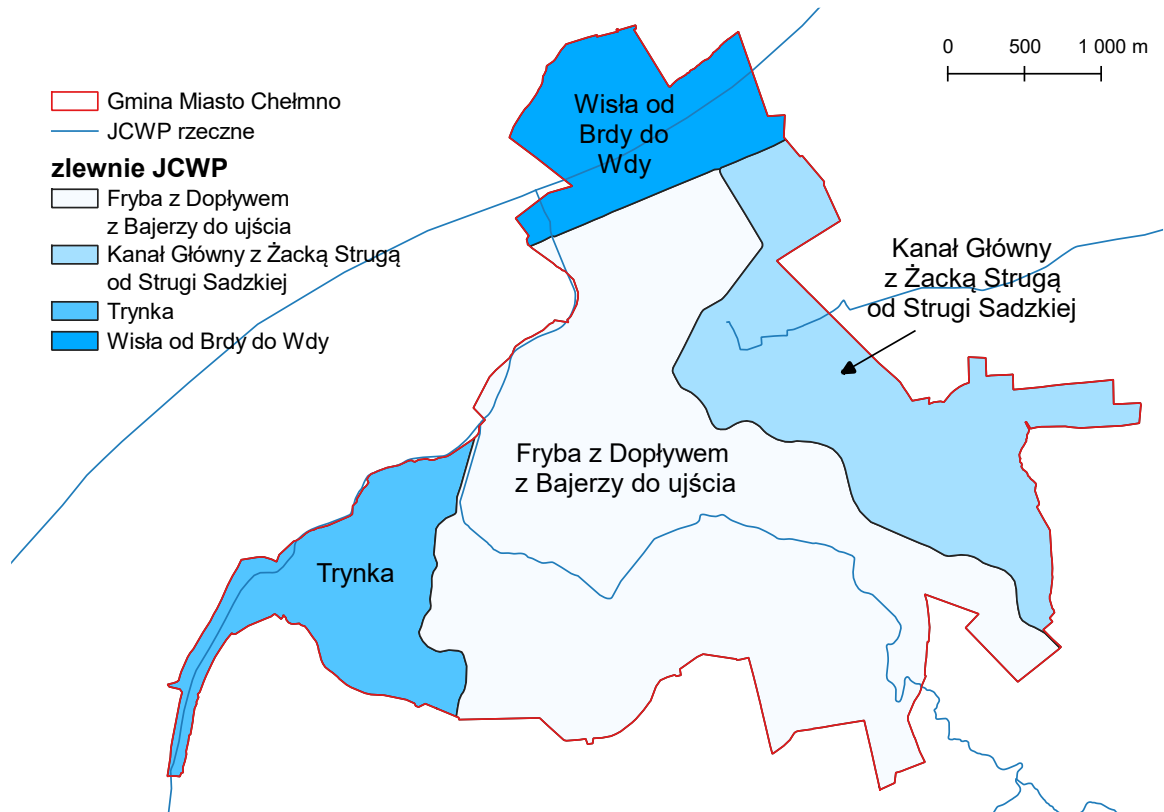 Gmina Miasto Chełmno
JCWP rzeczne
zlewnie JCWP
Fryba z Dopływem
z Bajerzy do ujścia
Kanał Główny z Żacką Strugą
od Strugi Sadzkiej
Trynka
Wisła od Brdy do Wdy
0 500 1 000 m
Wisła od
Brdy do
Wdy
Kanał Główny
z Żacką Strugą
od Strugi Sadzkiej
Fryba z Dopływem
z Bajerzy do ujścia
Trynka